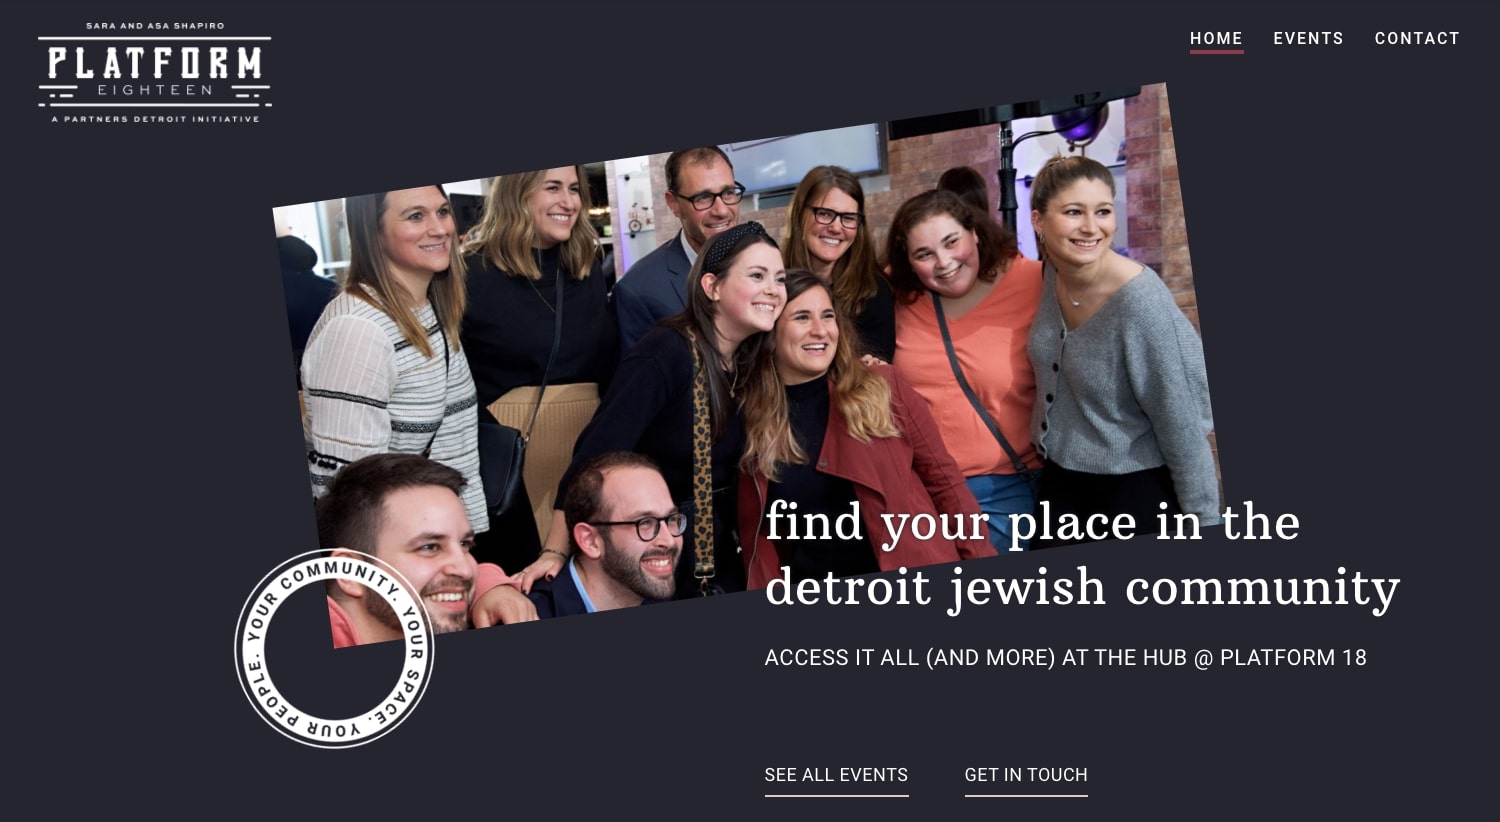 SARA AND ASA SHAPIRO
PLATFORM
EIGHTEEN
A PARTNERS DETROIT INITIATIVE
HOME EVENTS CONTACT
find your place in the
detroit jewish community
ACCESS IT ALL (AND MORE) AT THE HUB @ PLATFORM 18
YOUR COMMUNITY. YOUR SPACE. YOUR PEOPLE.
SEE ALL EVENTS GET IN TOUCH